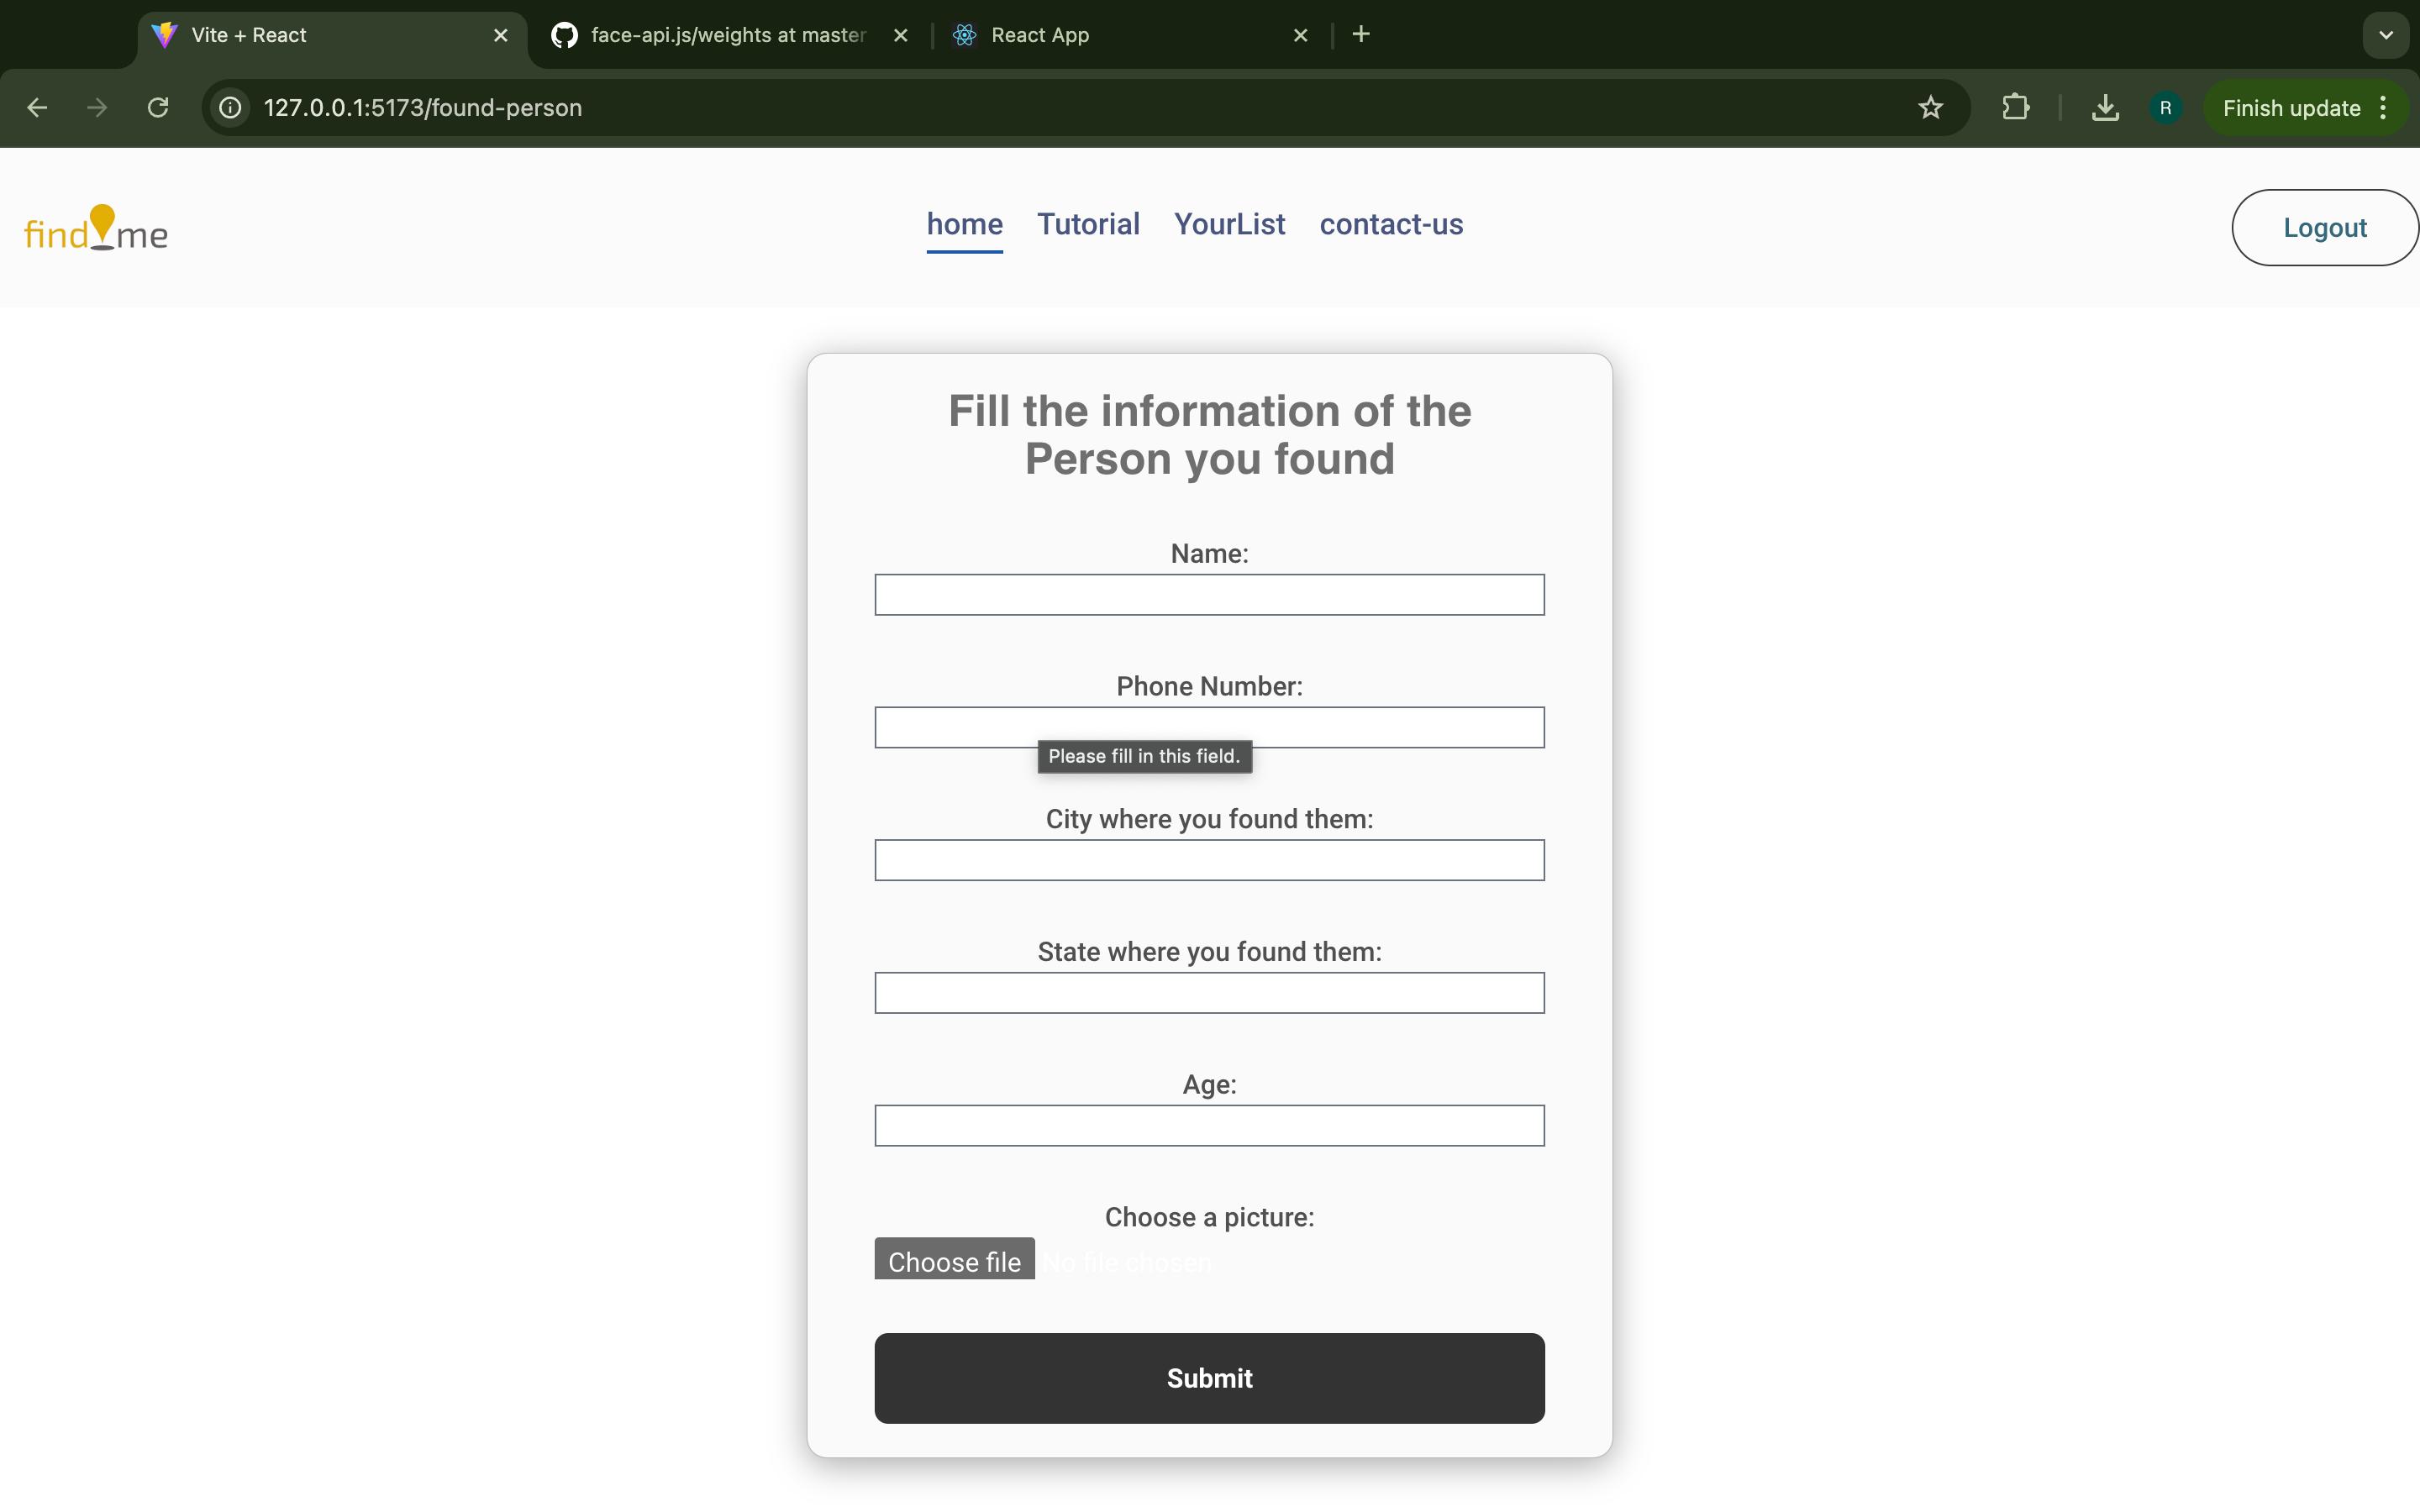 Vite + React
face-api.js/weights at master
React App
127.0.0.1:5173/found-person
R
Finish update
find me
home
Tutorial
YourList
contact-us
Logout
Fill the information of the
Person you found
Name:
Phone Number:
Please fill in this field.
City where you found them:
State where you found them:
Age:
Choose a picture:
Choose file No file chosen
Submit